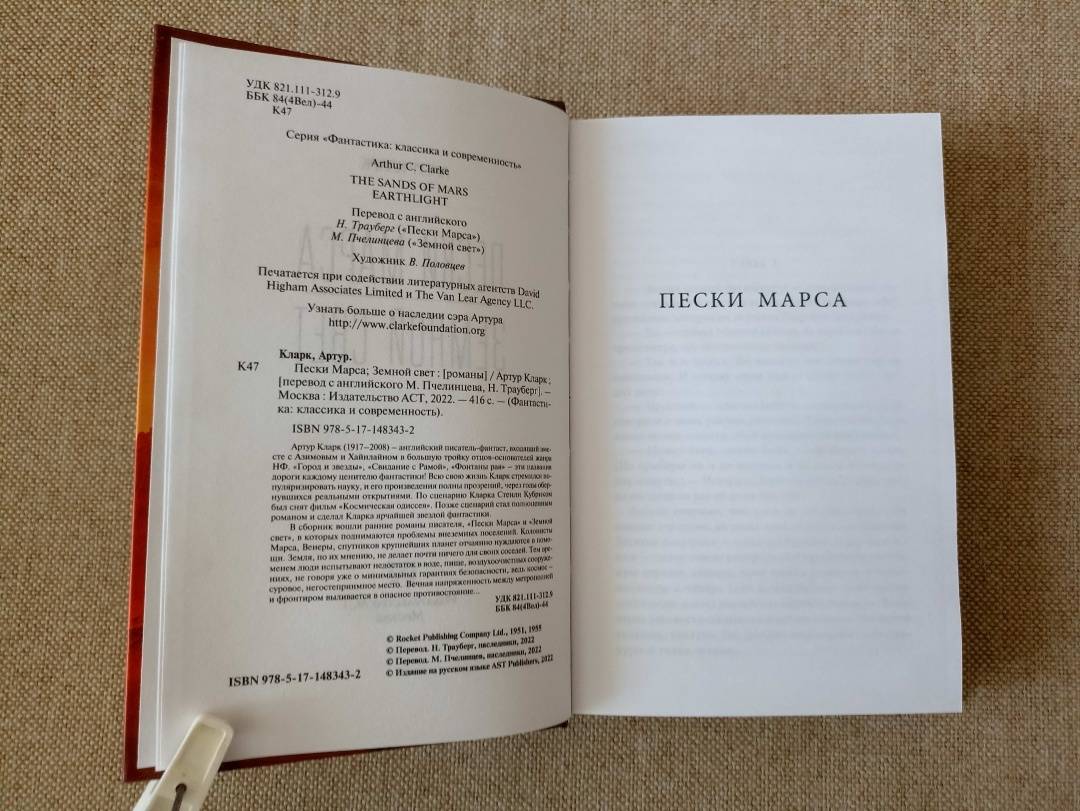 УДК 821.111-312.9
ББК 84(4Вел)-44
К47
Серия «Фантастика: классика и современность»
Arthur C. Clarke
THE SANDS OF MARS
EARTHLIGHT
Перевод с английского
Н. Трауберг («Пески Марса»)
М. Пчелинцева («Земной свет»)
Художник В. Половцев
Печатается при содействии литературных агентств David
Higham Associates Limited и The Van Lear Agency LLC.
Узнать больше о наследии сэра Артура
http://www.clarkefoundation.org
Кларк, Артур.
К47 Пески Марса; Земной свет : [романы] / Артур Кларк ;
[перевод с английского М. Пчелинцева, Н. Трауберг]. –
Москва : Издательство АСТ, 2022. — 416 с. — (Фантасти-
ка: классика и современность).
ISBN 978-5-17-148343-2
Артур Кларк (1917–2008) – английский писатель-фантаст, входящий вме-
сте с Азимовым и Хайнлайном в большую тройку отцов-основателей жанра
НФ. «Город и звезды», «Свидание с Рамой», «Фонтаны рая» – эти названия
дороги каждому ценителю фантастики! Всю свою жизнь Кларк стремился по-
пуляризировать науку, и его произведения полны прозрений, через годы обер-
нувшихся реальными открытиями. По сценарию Кларка Стенли Кубриком
был снят фильм «Космическая одиссея». Позже сценарий стал полноценным
романом и сделал Кларка ярчайшей звездой фантастики.
В сборник вошли ранние романы писателя, «Пески Марса» и «Земной
свет», в которых поднимаются проблемы внеземных поселений. Колонисты
Марса, Венеры, спутников крупнейших планет отчаянно нуждаются в помо-
щи. Земля, по их мнению, не делает почти ничего для своих соседей. Тем вре-
менем люди испытывают недостаток в воде, пище, воздухоочистных сооруже-
ниях, не говоря уже о минимальных гарантиях безопасности, ведь космос –
суровое, негостеприимное место. Вечная напряженность между метрополией
и фронтиром выливается в опасное противостояние...
УДК 821.111-312.9
ББК 84(4Вел)-44
© Rocket Publishing Company Ltd., 1951, 1955
© Перевод. Н. Трауберг, наследники, 2022
© Перевод. М. Пчелинцев, наследники, 2022
ISBN 978-5-17-148343-2 © Издание на русском языке AST Publishers, 2022
ПЕСКИ МАРСА